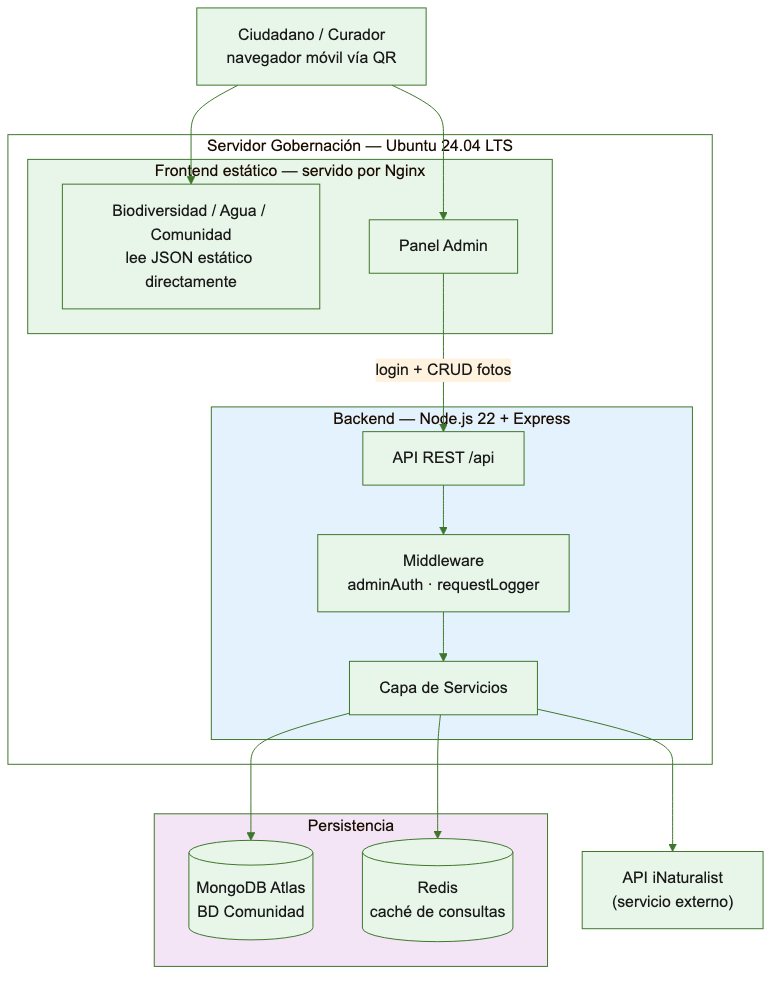 Ciudadano / Curador
navegador móvil vía QR
Servidor Gobernación — Ubuntu 24.04 LTS
Frontend estático — servido por Nginx
Biodiversidad / Agua /
Comunidad
lee JSON estático
directamente
Panel Admin
login + CRUD fotos
Backend — Node.js 22 + Express
API REST /api
Middleware
adminAuth · requestLogger
Capa de Servicios
Persistencia
MongoDB Atlas
BD Comunidad
Redis
caché de consultas
API iNaturalist
(servicio externo)